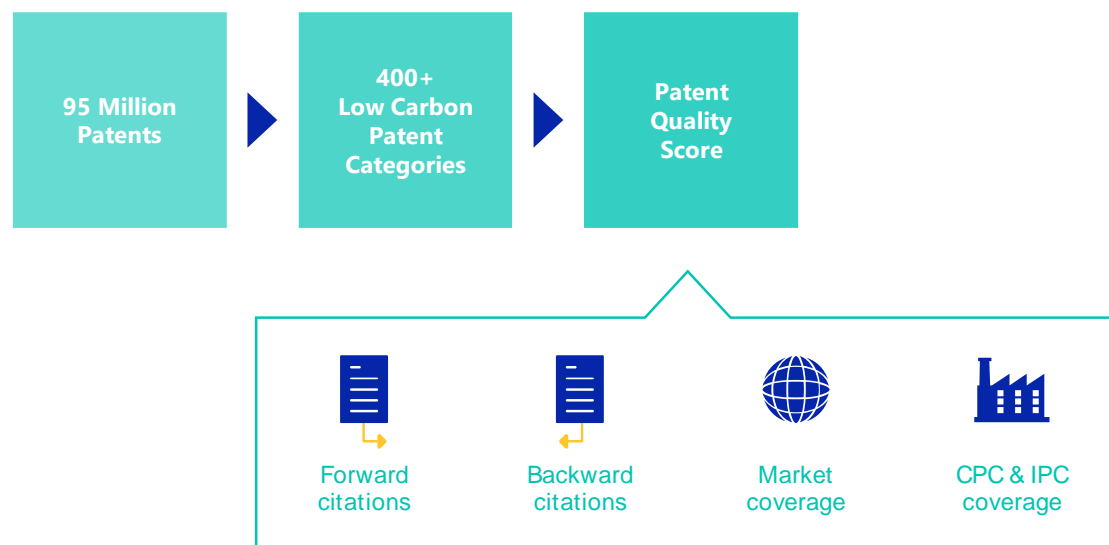 95 Million
Patents
400+
Low Carbon
Patent
Categories
Patent
Quality
Score
Forward
citations
Backward
citations
Market
coverage
CPC & IPC
coverage